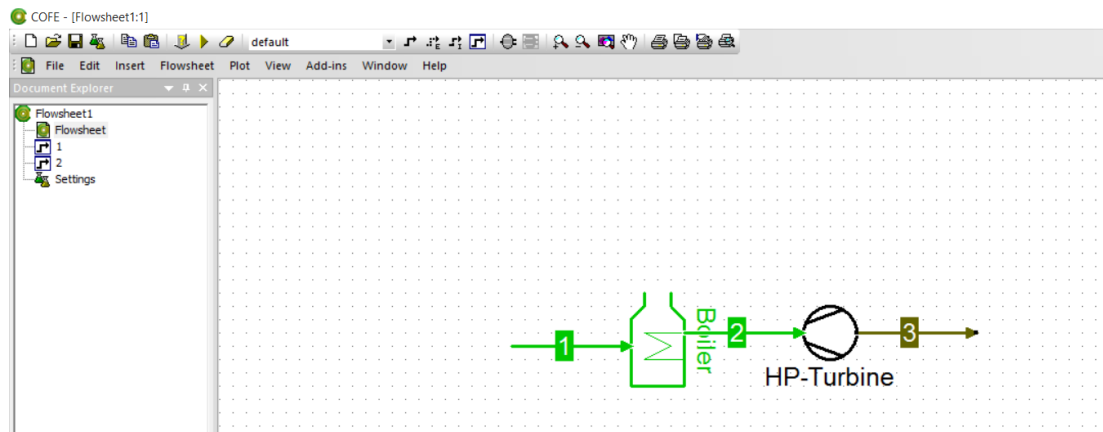 COFE - [Flowsheet1:1]
default
File Edit Insert Flowsheet Plot View Add-ins Window Help
Document Explorer
Flowsheet1
Flowsheet
1
2
Settings
1
Boiler
2
3
HP-Turbine